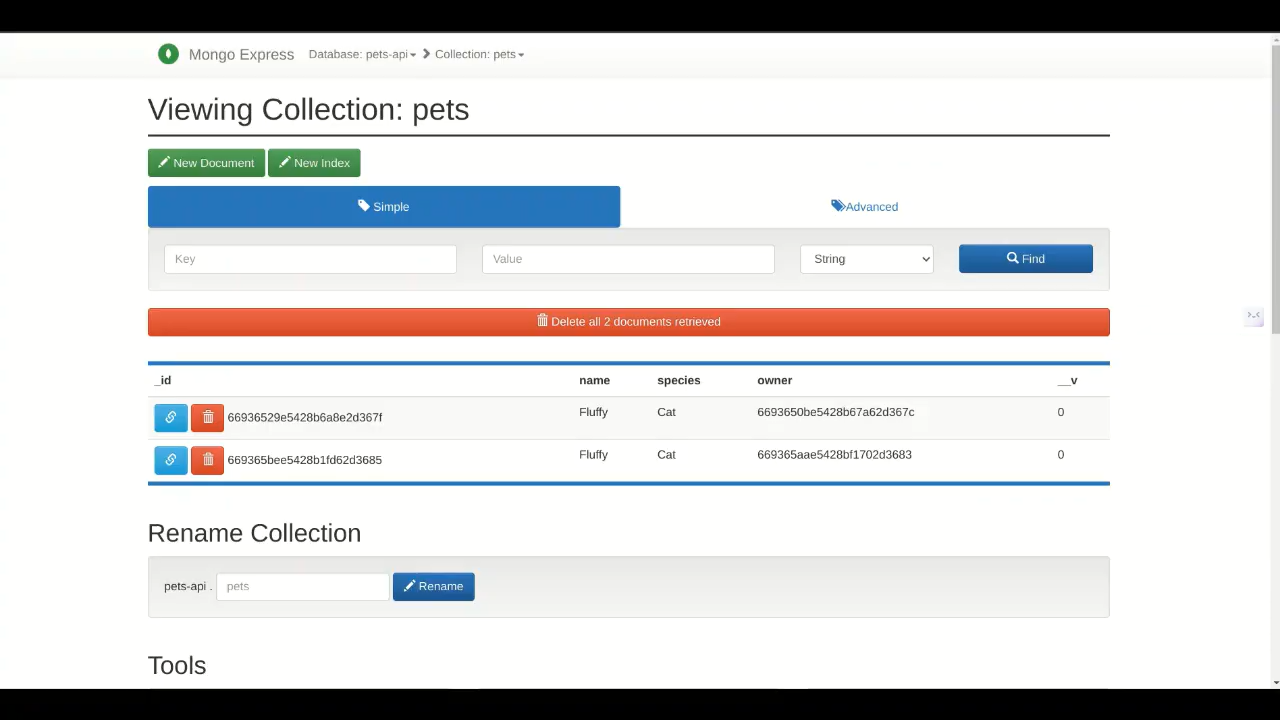 Mongo Express Database: pets-api Collection: pets
Viewing Collection: pets
New Document New Index
Simple Advanced
Key Value String Find
Delete all 2 documents retrieved
_id name species owner __v
66936529e5428b6a8e2d367f Fluffy Cat 6693650be5428b67a62d367c 0
669365bee5428b1fd62d3685 Fluffy Cat 669365aae5428bf1702d3683 0
Rename Collection
pets-api . pets Rename
Tools